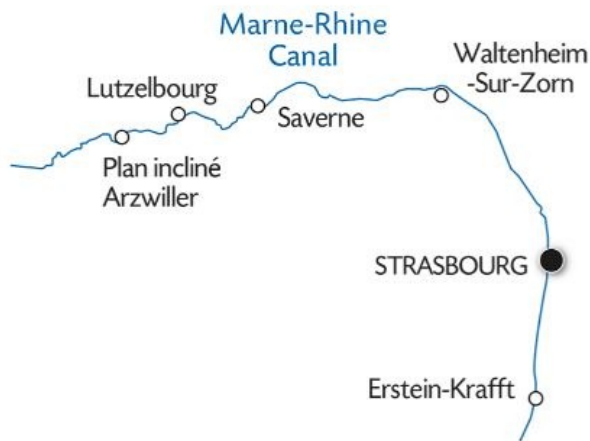 Marne-Rhine
Canal
Waltenheim
-Sur-Zorn
Lutzelbourg
Saverne
Plan incliné
Arzwiller
STRASBOURG
Erstein-Krafft